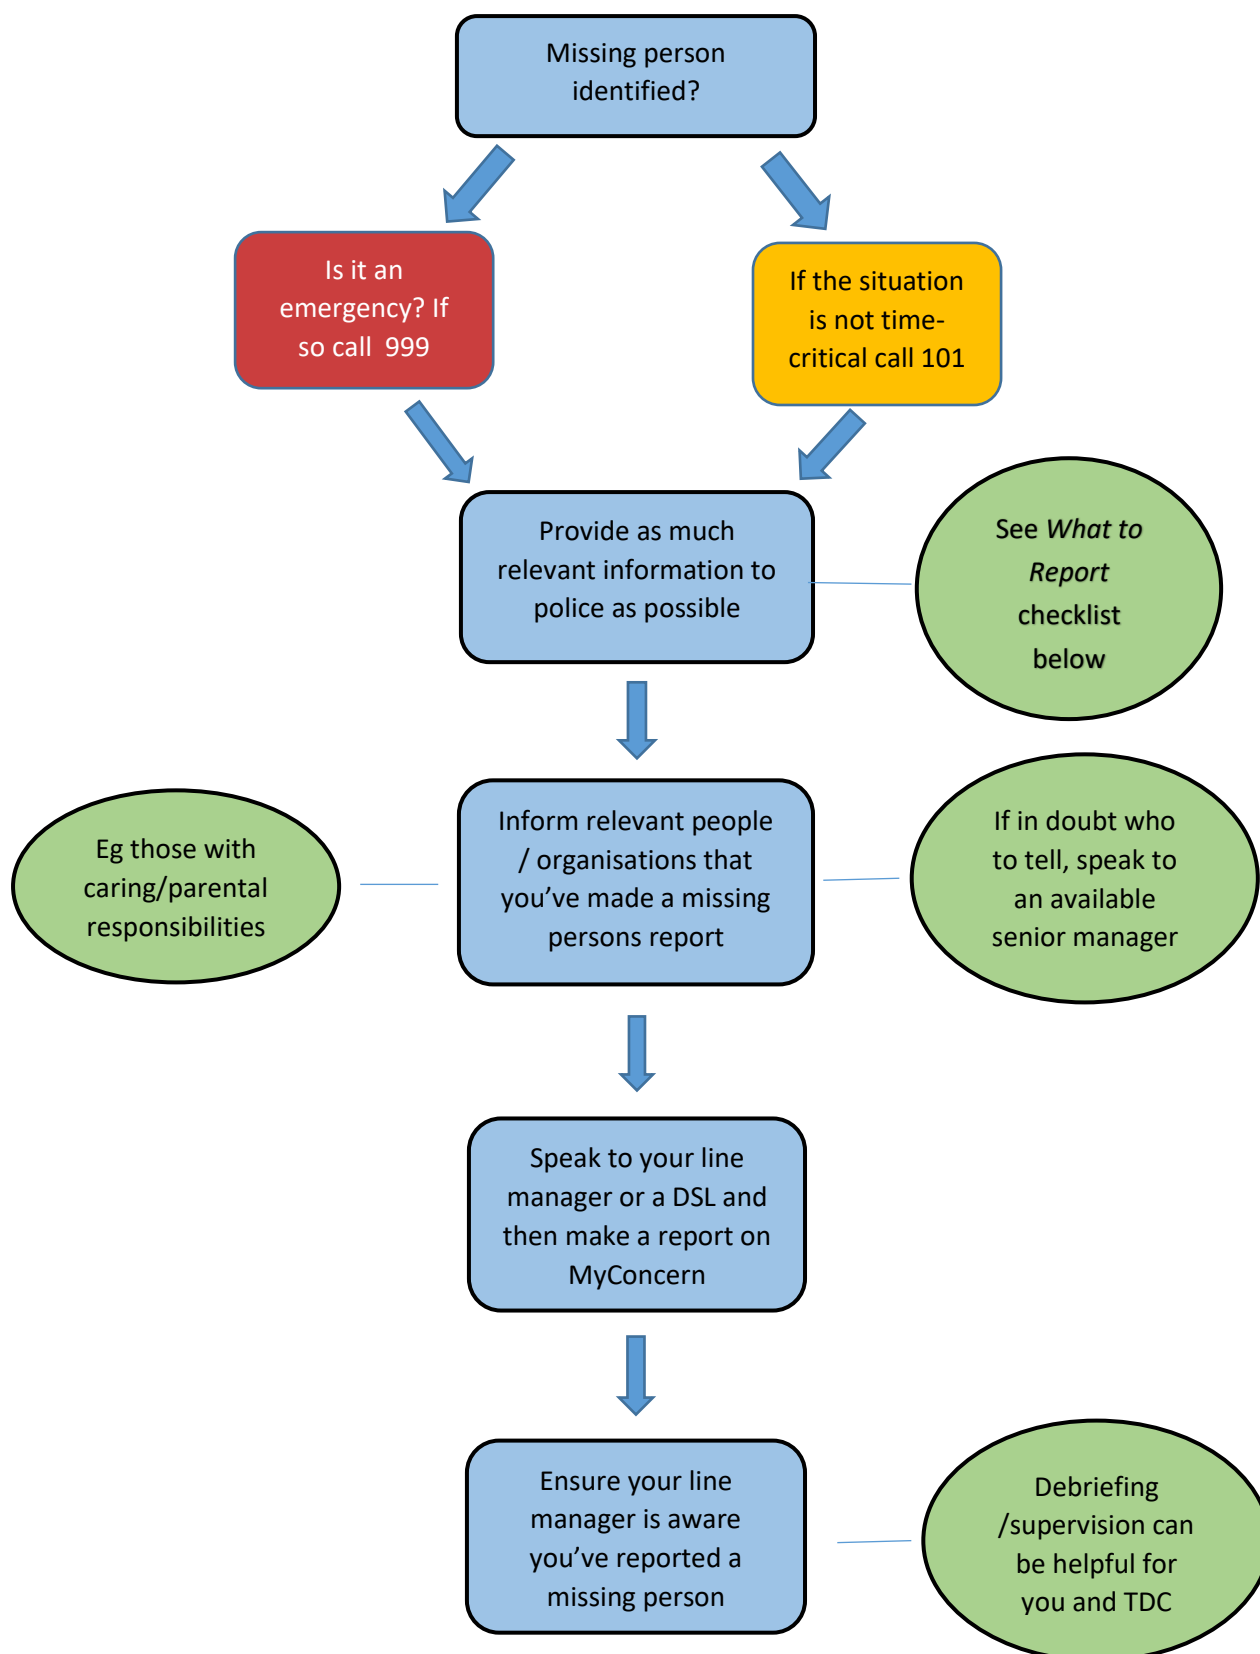 Missing person
identified?
Is it an
emergency? If
so call  999
If the situation
is not time-
critical call 101
Provide as much
relevant information to
police as possible
See What to
Report
checklist
below
Eg those with
caring/parental
responsibilities
Inform relevant people
/ organisations that
you’ve made a missing
persons report
If in doubt who
to tell, speak to
an available
senior manager
Speak to your line
manager or a DSL and
then make a report on
MyConcern
Ensure your line
manager is aware
you’ve reported a
missing person
Debriefing
/supervision can
be helpful for
you and TDC